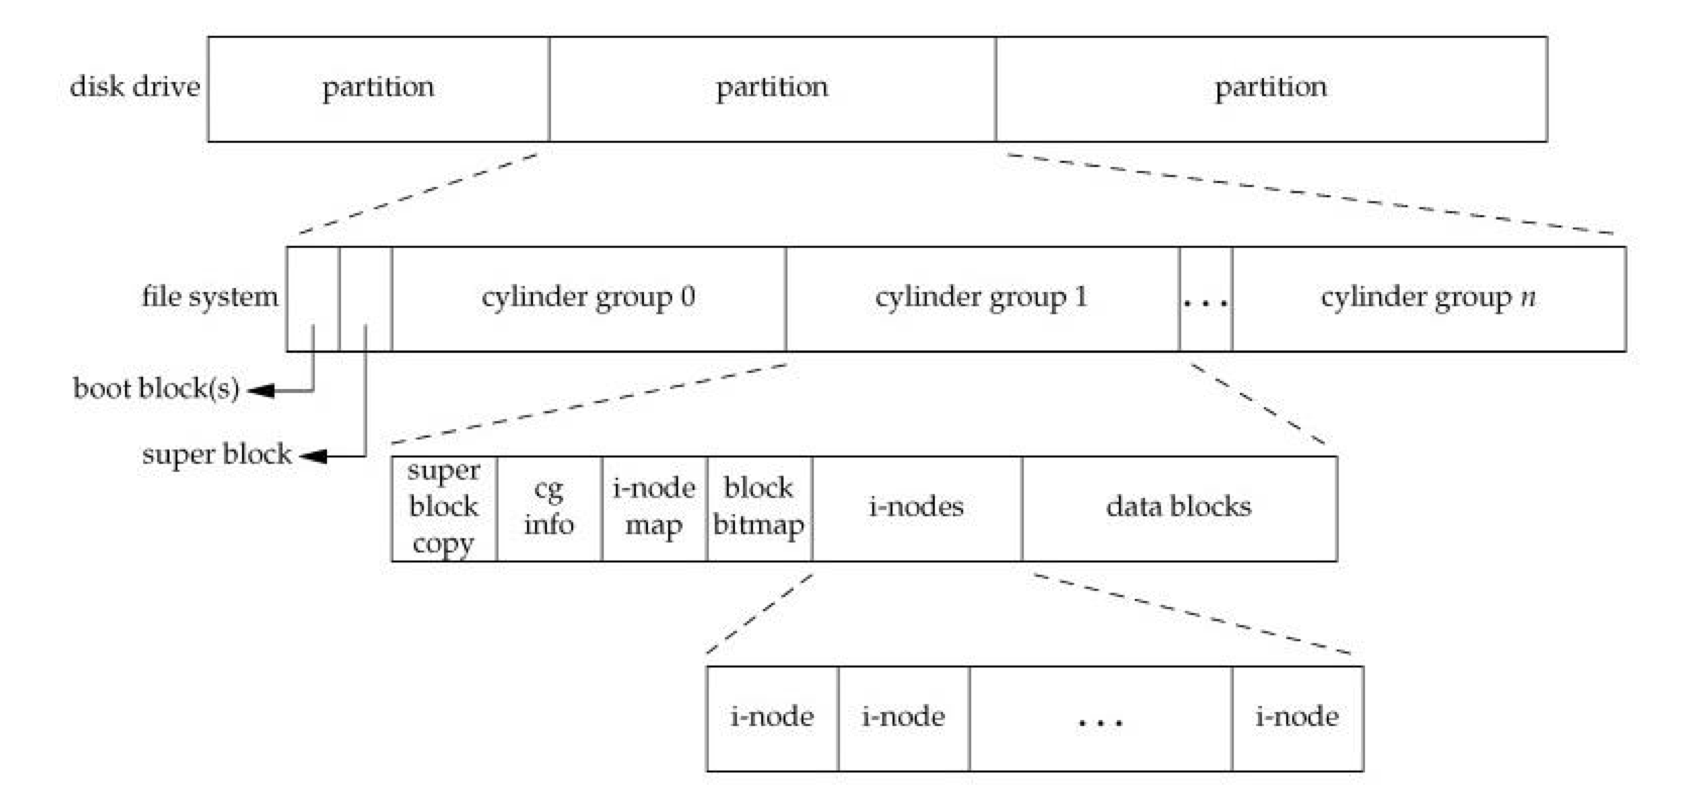 disk drive
partition
partition
partition
file system
cylinder group 0
cylinder group 1
...
cylinder group n
boot block(s)
super block
super
block
copy
cg
info
i-node
map
block
bitmap
i-nodes
data blocks
i-node
i-node
...
i-node